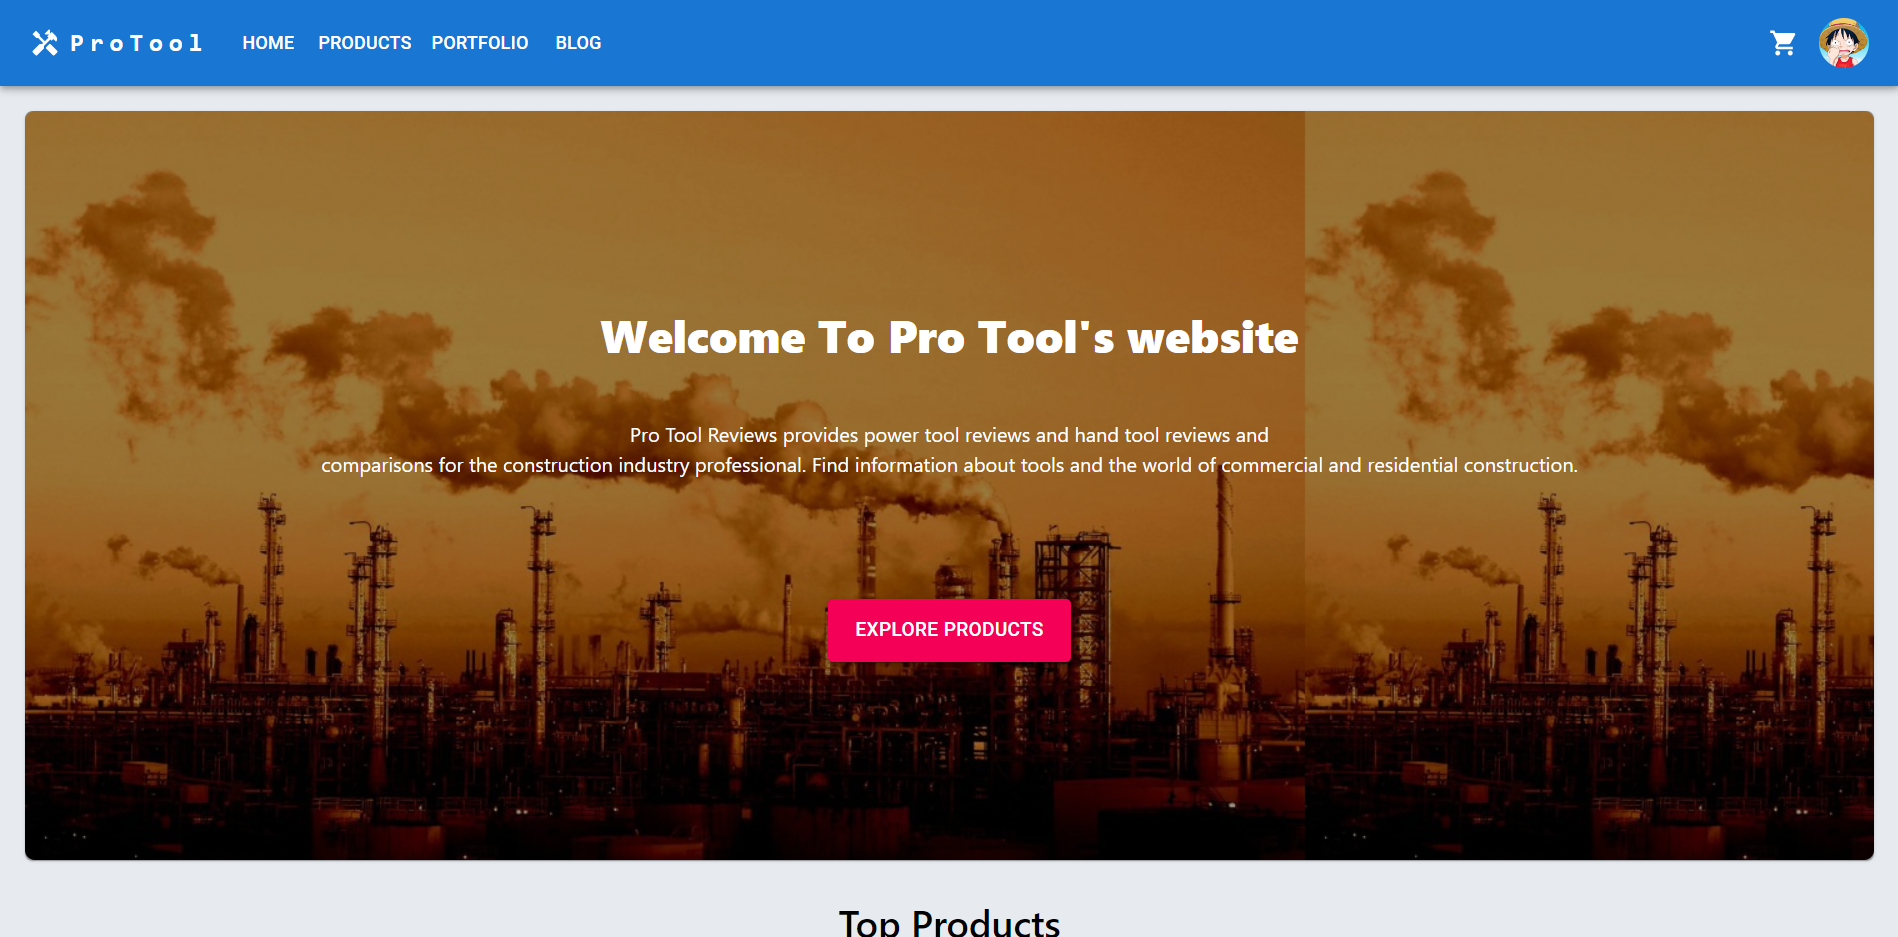 ProTool
HOME
PRODUCTS
PORTFOLIO
BLOG
Welcome To Pro Tool's website
Pro Tool Reviews provides power tool reviews and hand tool reviews and
comparisons for the construction industry professional. Find information about tools and the world of commercial and residential construction.
EXPLORE PRODUCTS
Top Products